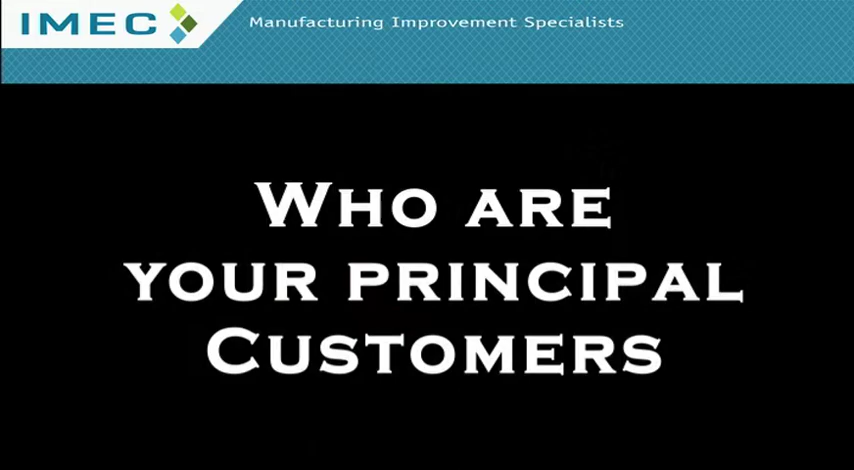 IMEC
Manufacturing Improvement Specialists
WHO ARE
YOUR PRINCIPAL
CUSTOMERS